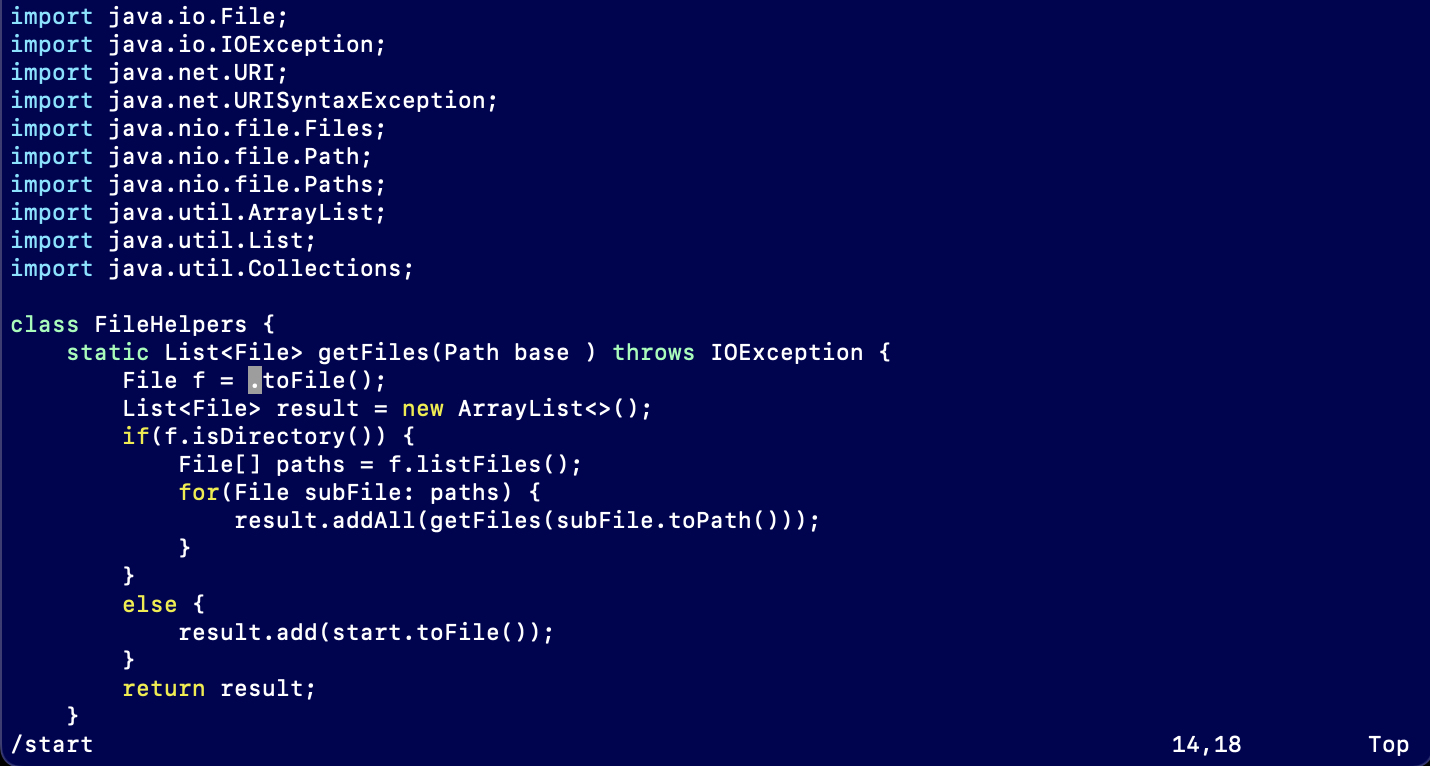 import java.io.File;
import java.io.IOException;
import java.net.URI;
import java.net.URISyntaxException;
import java.nio.file.Files;
import java.nio.file.Path;
import java.nio.file.Paths;
import java.util.ArrayList;
import java.util.List;
import java.util.Collections;

class FileHelpers {
    static List<File> getFiles(Path base ) throws IOException {
        File f = .toFile();
        List<File> result = new ArrayList<>();
        if(f.isDirectory()) {
            File[] paths = f.listFiles();
            for(File subFile: paths) {
                result.addAll(getFiles(subFile.toPath()));
            }
        }
        else {
            result.add(start.toFile());
        }
        return result;
    }
/start 14,18 Top